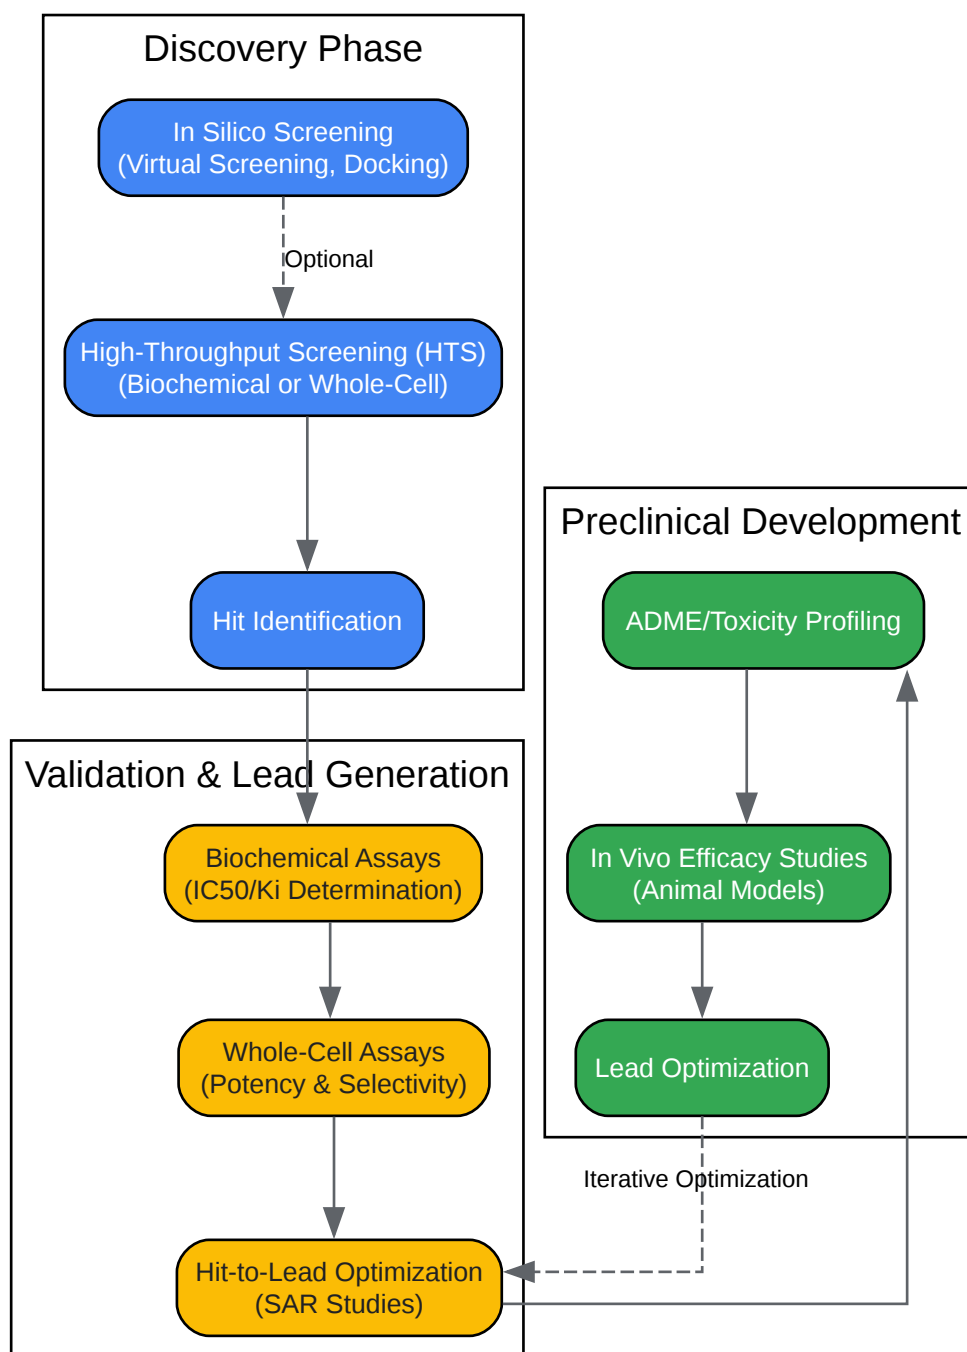 Discovery Phase
In Silico Screening
(Virtual Screening, Docking)
Optional
High-Throughput Screening (HTS)
(Biochemical or Whole-Cell)
Hit Identification
Validation & Lead Generation
Biochemical Assays
(IC50/Ki Determination)
Whole-Cell Assays
(Potency & Selectivity)
Hit-to-Lead Optimization
(SAR Studies)
Preclinical Development
ADME/Toxicity Profiling
In Vivo Efficacy Studies
(Animal Models)
Lead Optimization
Iterative Optimization